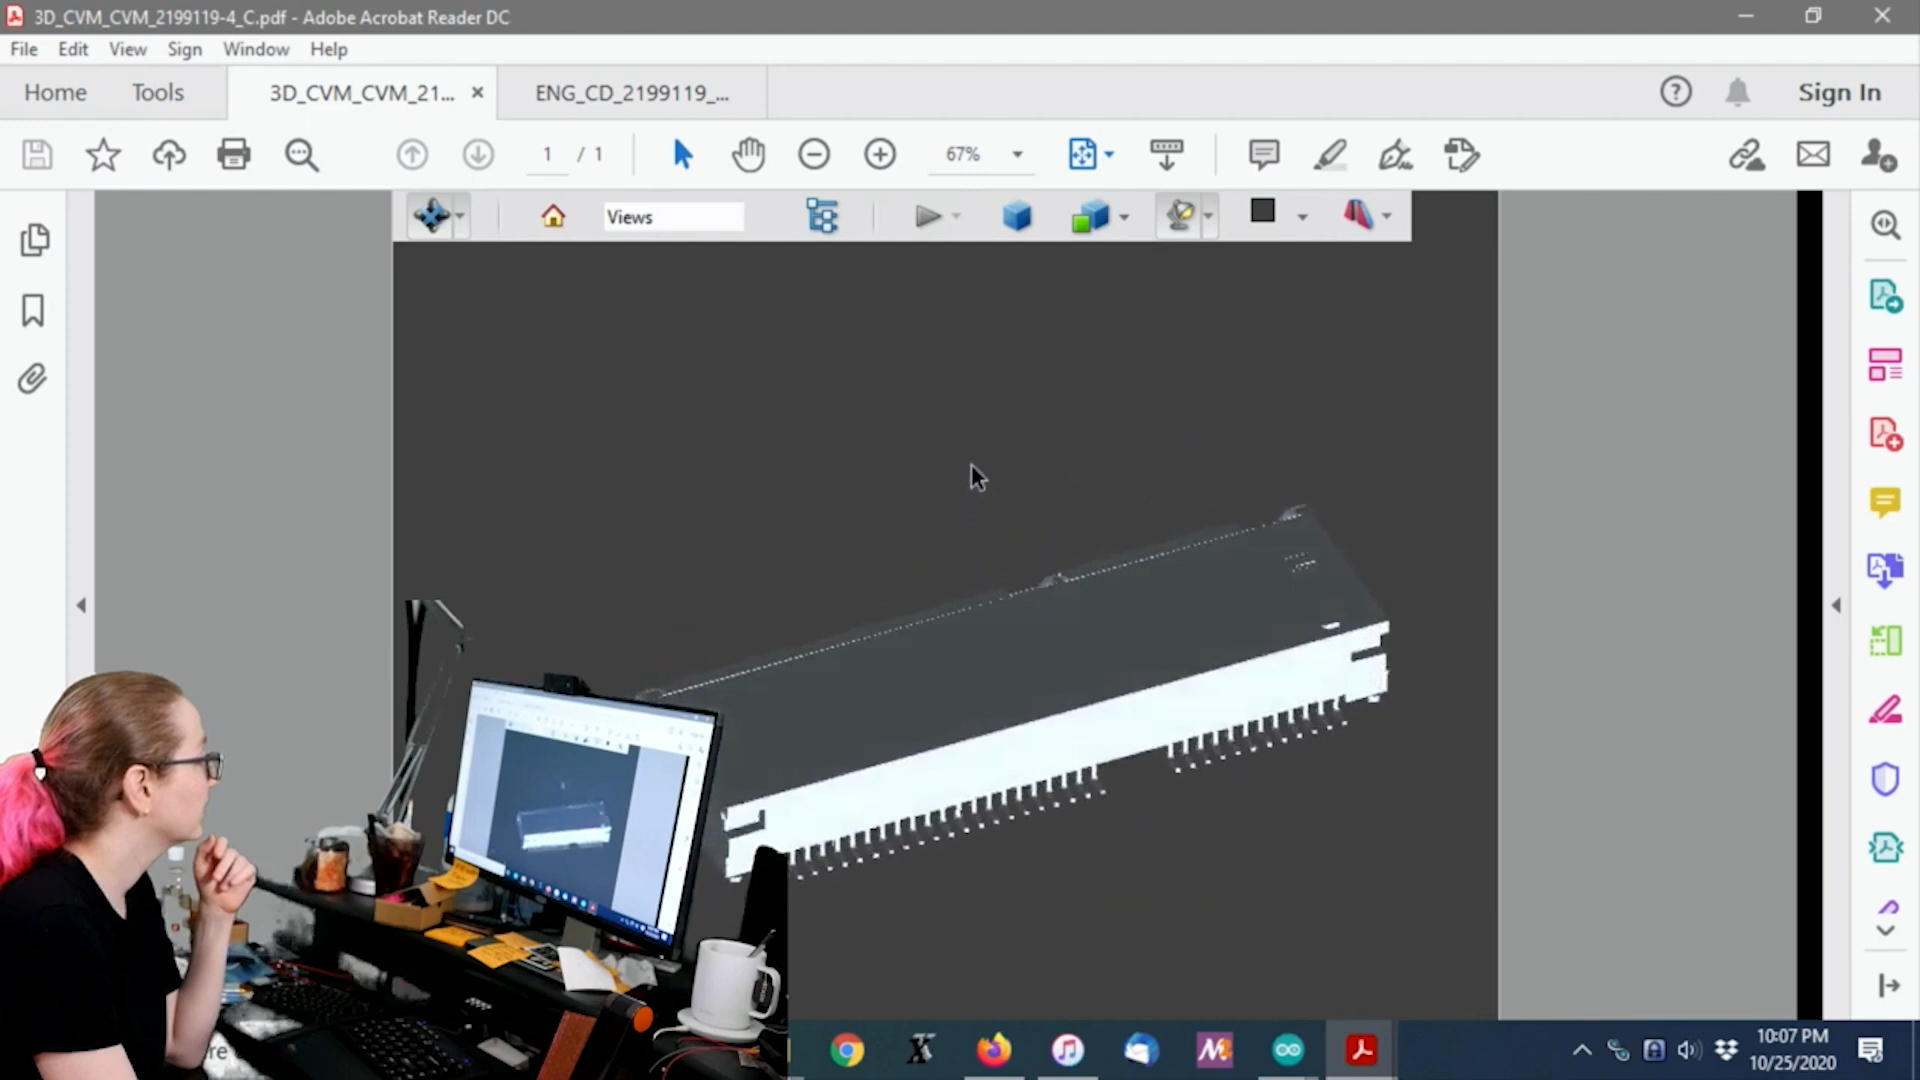 3D_CVM_CVM_2199119-4_C.pdf - Adobe Acrobat Reader DC
File Edit View Sign Window Help
Home Tools 3D_CVM_CVM_21... × ENG_CD_2199119_... Sign In
1 / 1 67%
Views
10:07 PM
10/25/2020